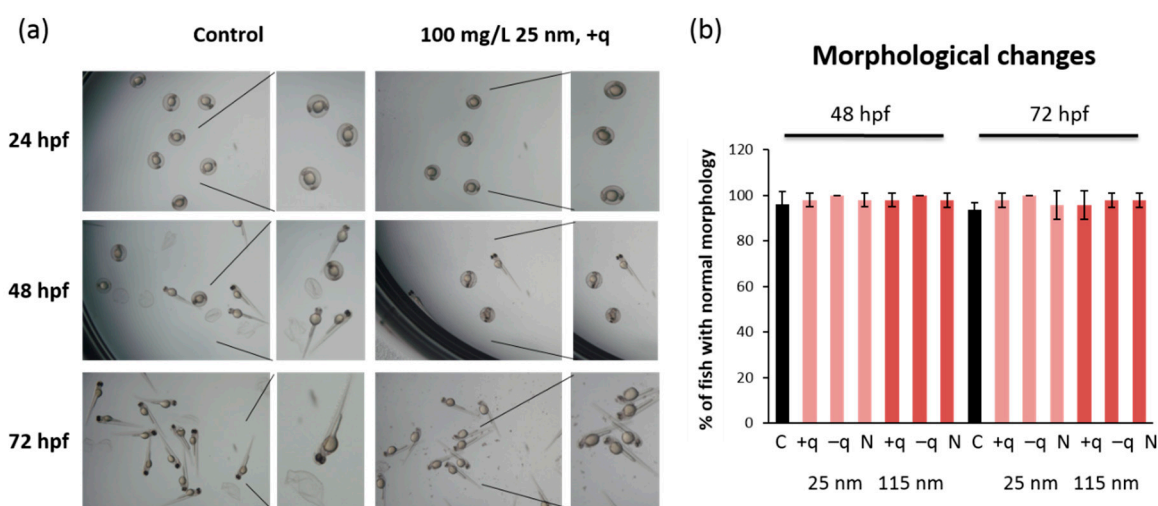 (a)
Control
100 mg/L 25 nm, +q
24 hpf
48 hpf
72 hpf
(b)
Morphological changes
48 hpf
72 hpf
% of fish with normal morphology
120
100
80
60
40
20
0
C +q −q N +q −q N C +q −q N +q −q N
25 nm 115 nm 25 nm 115 nm